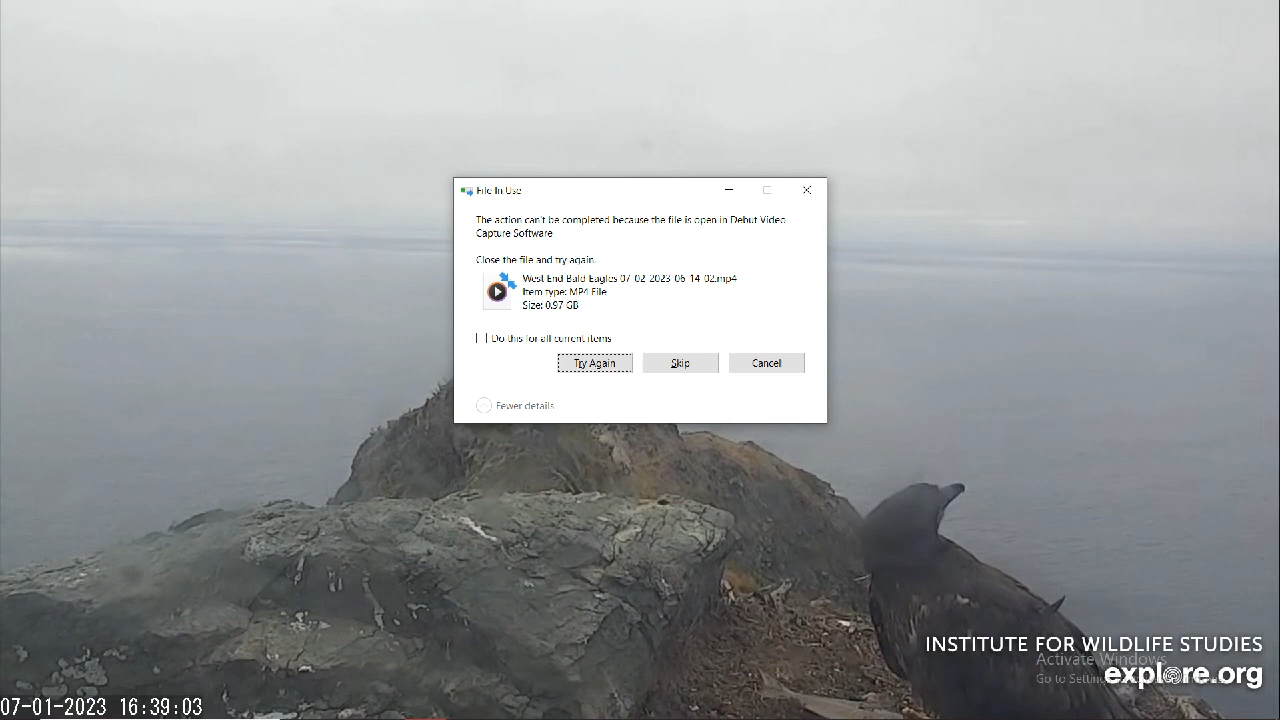 File In Use
The action can't be completed because the file is open in Debut Video
Capture Software
Close the file and try again.
West End Bald Eagles 07-02-2023-06-14-02.mp4
Item type: MP4 File
Size: 0.97 GB
Do this for all current items
Try Again
Skip
Cancel
Fewer details
INSTITUTE FOR WILDLIFE STUDIES
Activate Windows
Go to Setting
explore.org
07-01-2023 16:39:03